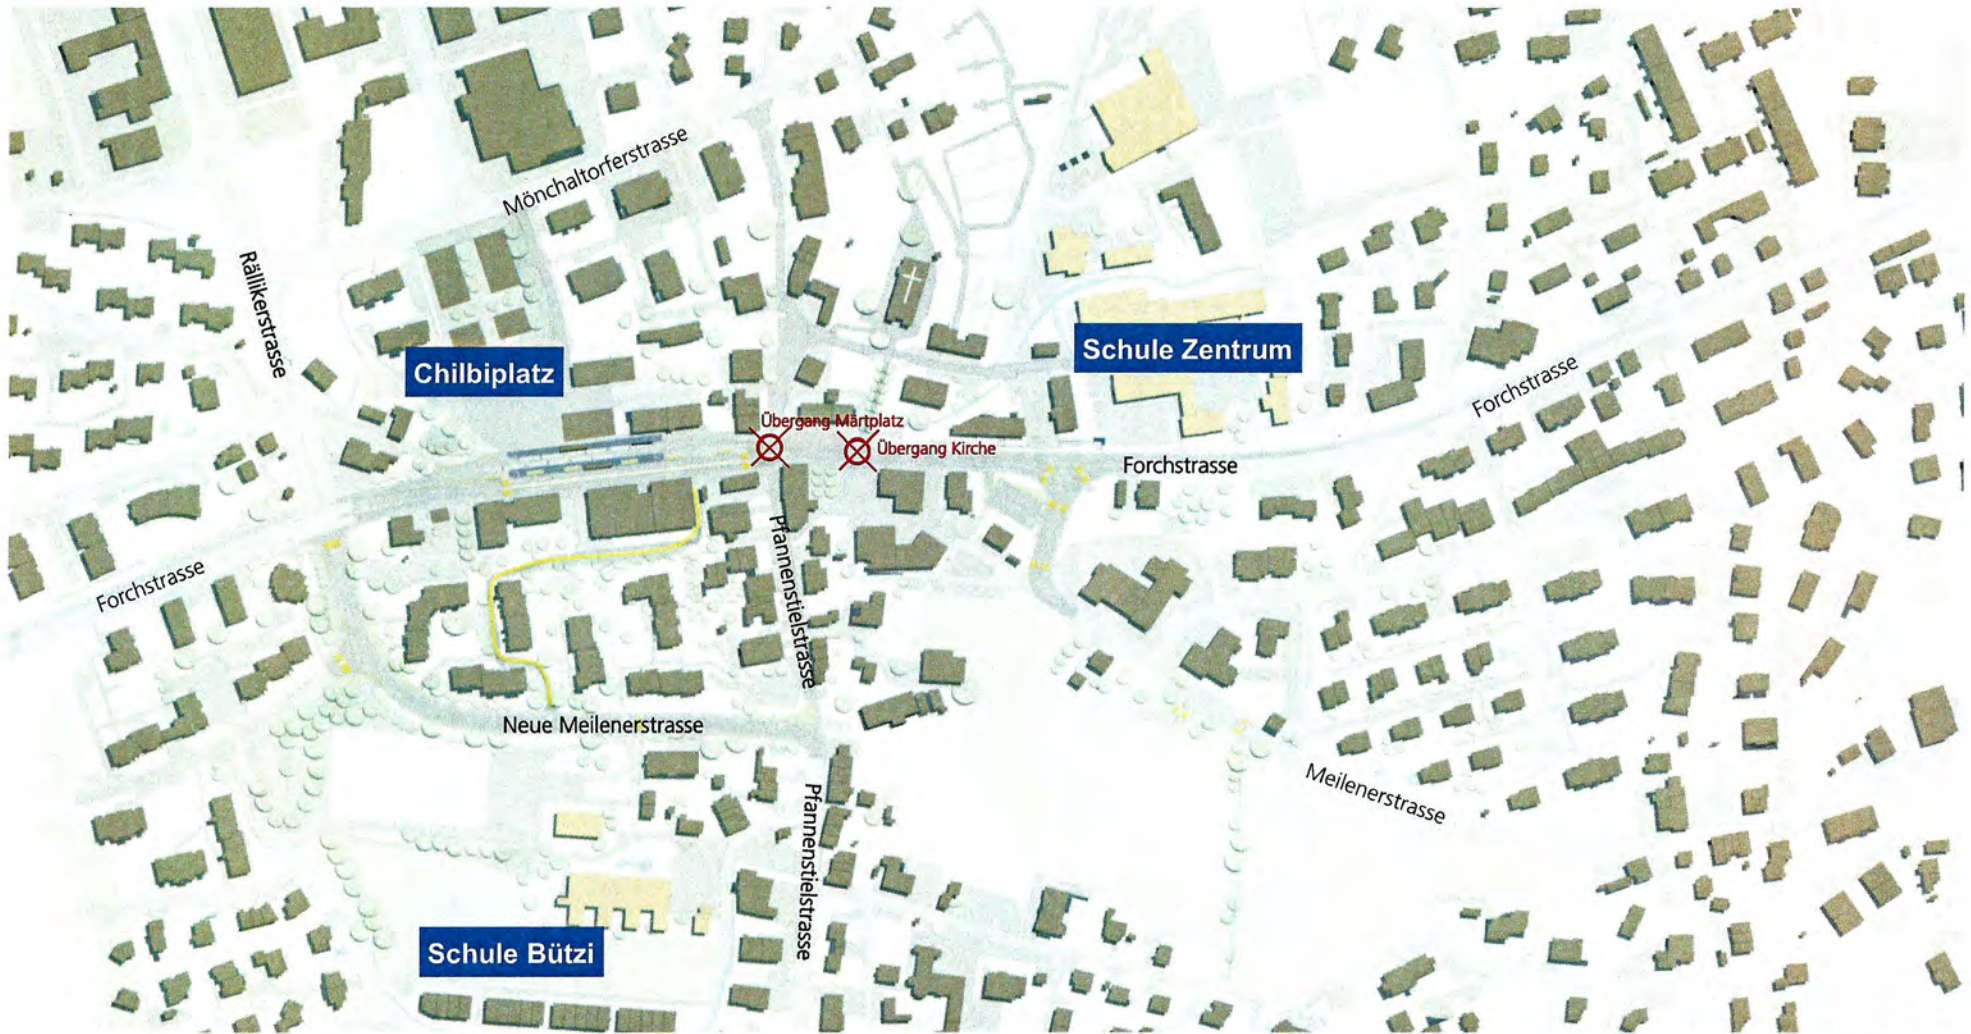 Mönchaltorferstrasse
Rällikerstrasse
Chilbiplatz
Schule Zentrum
Übergang Märtplatz
Übergang Kirche
Forchstrasse
Forchstrasse
Forchstrasse
Pfannenstielstrasse
Neue Meilenerstrasse
Meilenerstrasse
Pfannenstielstrasse
Schule Bützi